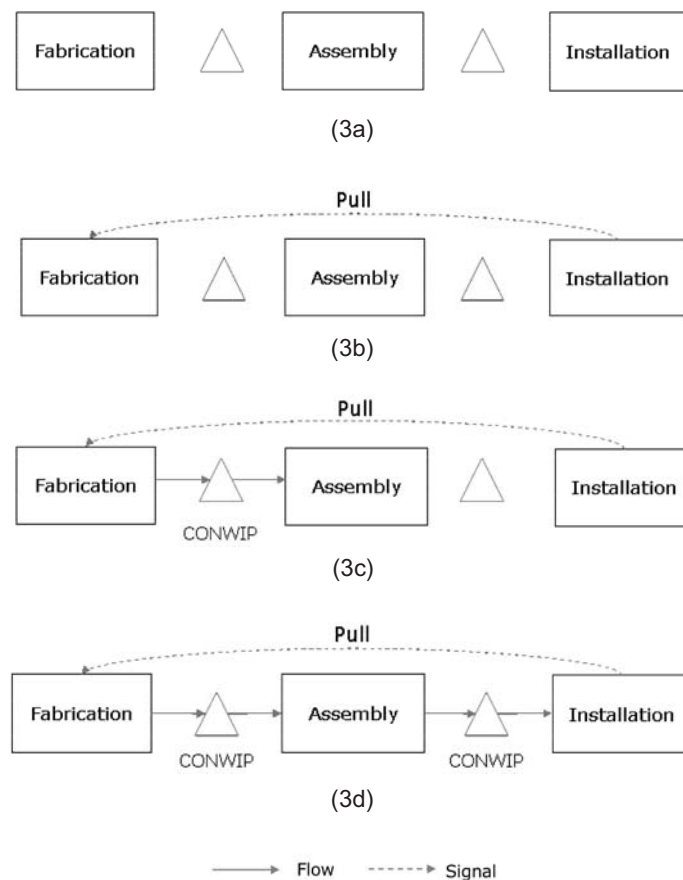 Fabrication Assembly Installation
(3a)
Pull
Fabrication Assembly Installation
(3b)
Pull
Fabrication Assembly Installation
CONWIP
(3c)
Pull
Fabrication Assembly Installation
CONWIP CONWIP
(3d)
Flow Signal